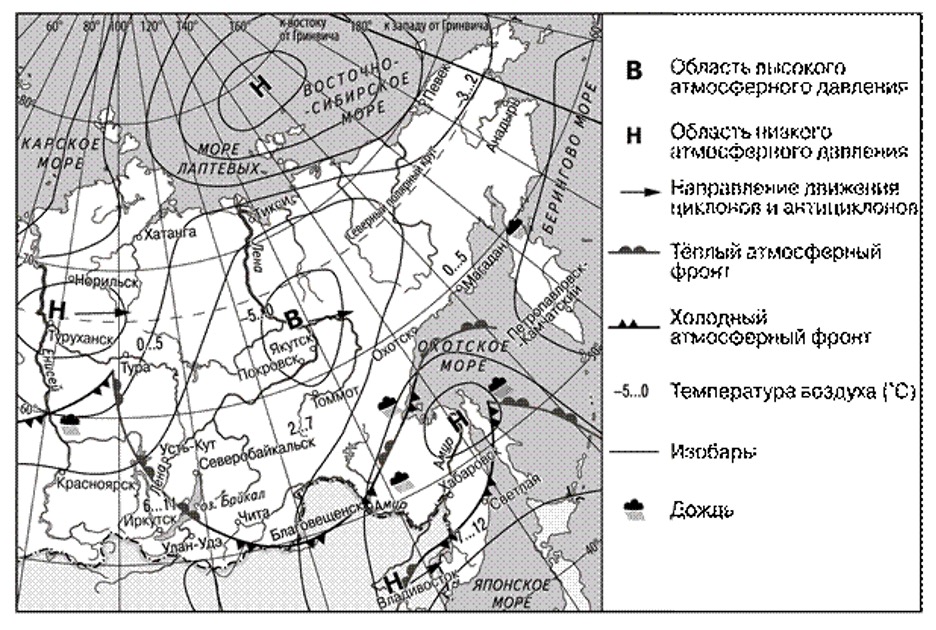 60° 80° 100° 120° 140° 160° к востоку 180° к западу от Гринвича
от Гринвича
80°
КАРСКОЕ
МОРЕ
Н
ВОСТОЧНО-
-СИБИРСКОЕ
МОРЕ
МОРЕ
ЛАПТЕВЫХ
Певек
Анадырь
БЕРИНГОВО МОРЕ
Северный полярный круг
Тикси
Хатанга
Лена
Норильск
Н
Туруханск
0...5
Тура
Енисей
60°
В
Якутск
Покровск
Томмот
2...7
0...5
Магадан
Охотск
Петропавловск-
-Камчатский
ОХОТСКОЕ
МОРЕ
Н
Амур
Хабаровск
Светлая
Усть-Кут
Северобайкальск
Лена
Красноярск
6...11
оз. Байкал
Иркутск
Чита
Улан-Удэ
Благовещенск
Амур
7...12
Н
Владивосток
ЯПОНСКОЕ
МОРЕ
40°
В Область высокого
атмосферного давления
Н Область низкого
атмосферного давления
Направление движения
циклонов и антициклонов
Тёплый атмосферный
фронт
Холодный
атмосферный фронт
–5...0 Температура воздуха (°С)
Изобары
Дождь